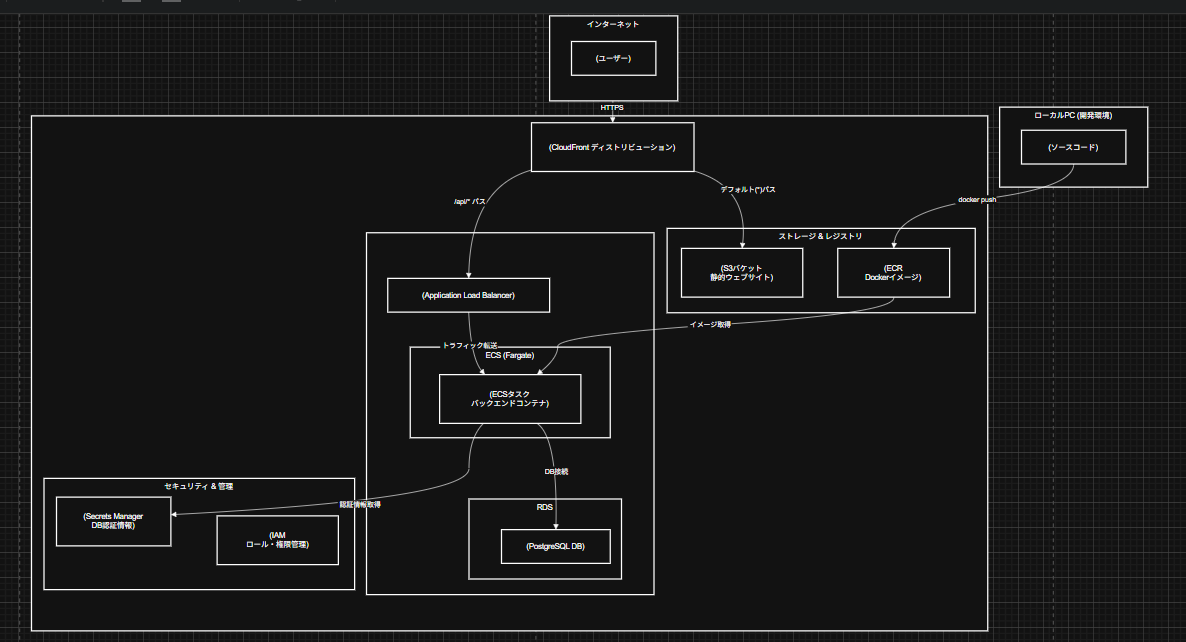 インターネット
(ユーザー)
HTTPS
ローカルPC (開発環境)
(ソースコード)
(CloudFront ディストリビューション)
/api/* パス
デフォルト(*)パス
docker push
ストレージ & レジストリ
(S3バケット
静的ウェブサイト)
(ECR
Dockerイメージ)
(Application Load Balancer)
イメージ取得
トラフィック転送
ECS (Fargate)
(ECSタスク
バックエンドコンテナ)
DB接続
認証情報取得
セキュリティ & 管理
(Secrets Manager
DB認証情報)
(IAM
ロール・権限管理)
RDS
(PostgreSQL DB)